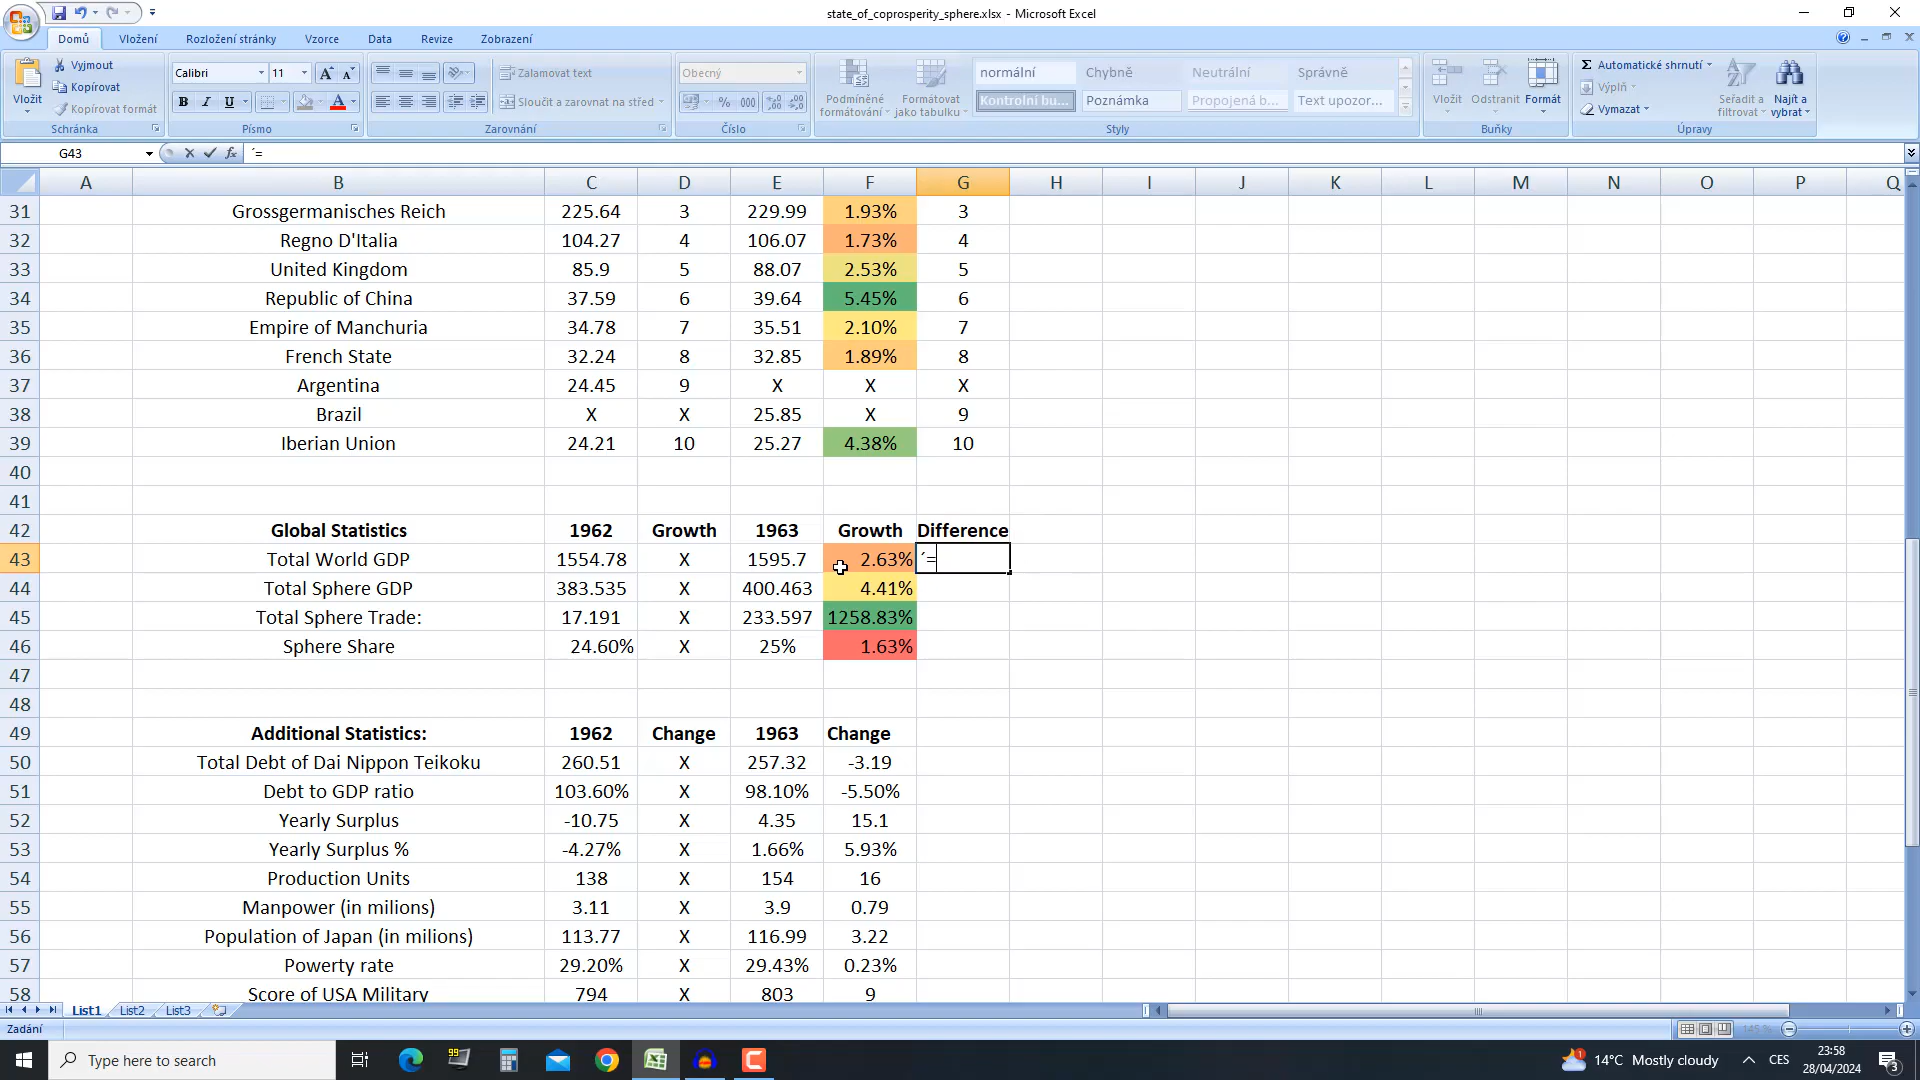 state_of_coprosperity_sphere.xlsx - Microsoft Excel
Domů Vložení Rozložení stránky Vzorce Data Revize Zobrazení
Vložit
Vyjmout
Kopírovat
Kopírovat formát
Schránka
Calibri 11
B I U
Písmo
Zalamovat text
Sloučit a zarovnat na střed
Zarovnání
Obecný
% 000
Číslo
Podmíněné formátování
Formátovat jako tabulku
normální Chybně Neutrální Správně
Kontrolní bu... Poznámka Propojená b... Text upozor...
Styly
Vložit Odstranit Formát
Buňky
Automatické shrnutí
Výplň
Vymazat
Seřadit a filtrovat
Najít a vybrat
Úpravy
G43 ´=
A B C D E F G H I J K L M N O P Q
31 Grossgermanisches Reich 225.64 3 229.99 1.93% 3
32 Regno D'Italia 104.27 4 106.07 1.73% 4
33 United Kingdom 85.9 5 88.07 2.53% 5
34 Republic of China 37.59 6 39.64 5.45% 6
35 Empire of Manchuria 34.78 7 35.51 2.10% 7
36 French State 32.24 8 32.85 1.89% 8
37 Argentina 24.45 9 X X X
38 Brazil X X 25.85 X 9
39 Iberian Union 24.21 10 25.27 4.38% 10
40
41
42 Global Statistics 1962 Growth 1963 Growth Difference
43 Total World GDP 1554.78 X 1595.7 2.63% ´=
44 Total Sphere GDP 383.535 X 400.463 4.41%
45 Total Sphere Trade: 17.191 X 233.597 1258.83%
46 Sphere Share 24.60% X 25% 1.63%
47
48
49 Additional Statistics: 1962 Change 1963 Change
50 Total Debt of Dai Nippon Teikoku 260.51 X 257.32 -3.19
51 Debt to GDP ratio 103.60% X 98.10% -5.50%
52 Yearly Surplus -10.75 X 4.35 15.1
53 Yearly Surplus % -4.27% X 1.66% 5.93%
54 Production Units 138 X 154 16
55 Manpower (in milions) 3.11 X 3.9 0.79
56 Population of Japan (in milions) 113.77 X 116.99 3.22
57 Powerty rate 29.20% X 29.43% 0.23%
58 Score of USA Military 794 X 803 9
List1 List2 List3
Zadání 145 %
Type here to search
14°C Mostly cloudy
CES
23:58
28/04/2024
3